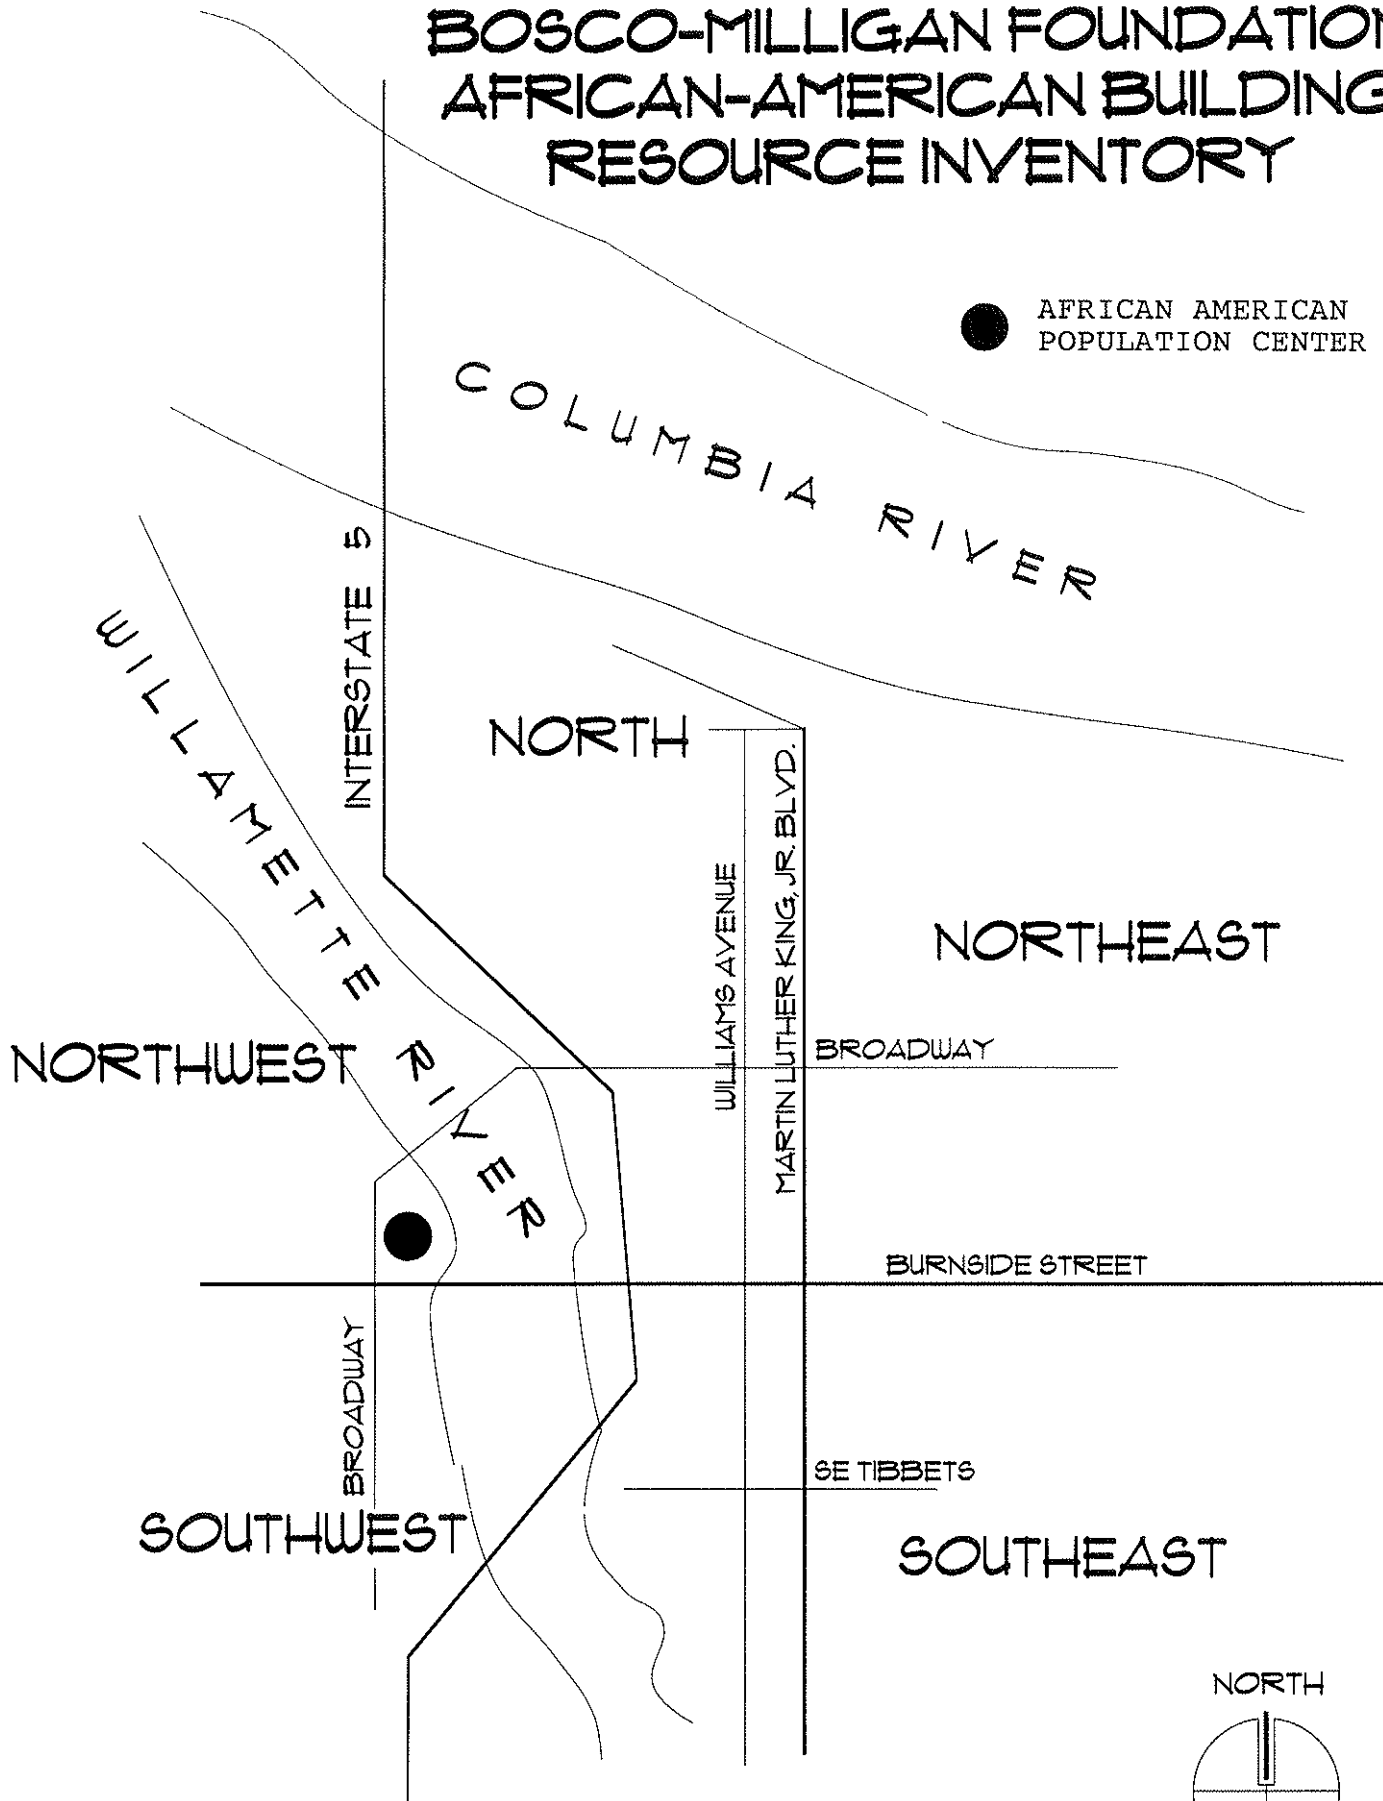 BOSCO-MILLIGAN FOUNDATION
AFRICAN-AMERICAN BUILDING
RESOURCE INVENTORY
AFRICAN AMERICAN
POPULATION CENTER
COLUMBIA RIVER
INTERSTATE 5
WILLAMETTE RIVER
NORTH
MARTIN LUTHER KING, JR. BLVD.
WILLIAMS AVENUE
NORTHEAST
NORTHWEST
BROADWAY
BURNSIDE STREET
BROADWAY
SE TIBBETS
SOUTHWEST
SOUTHEAST
NORTH